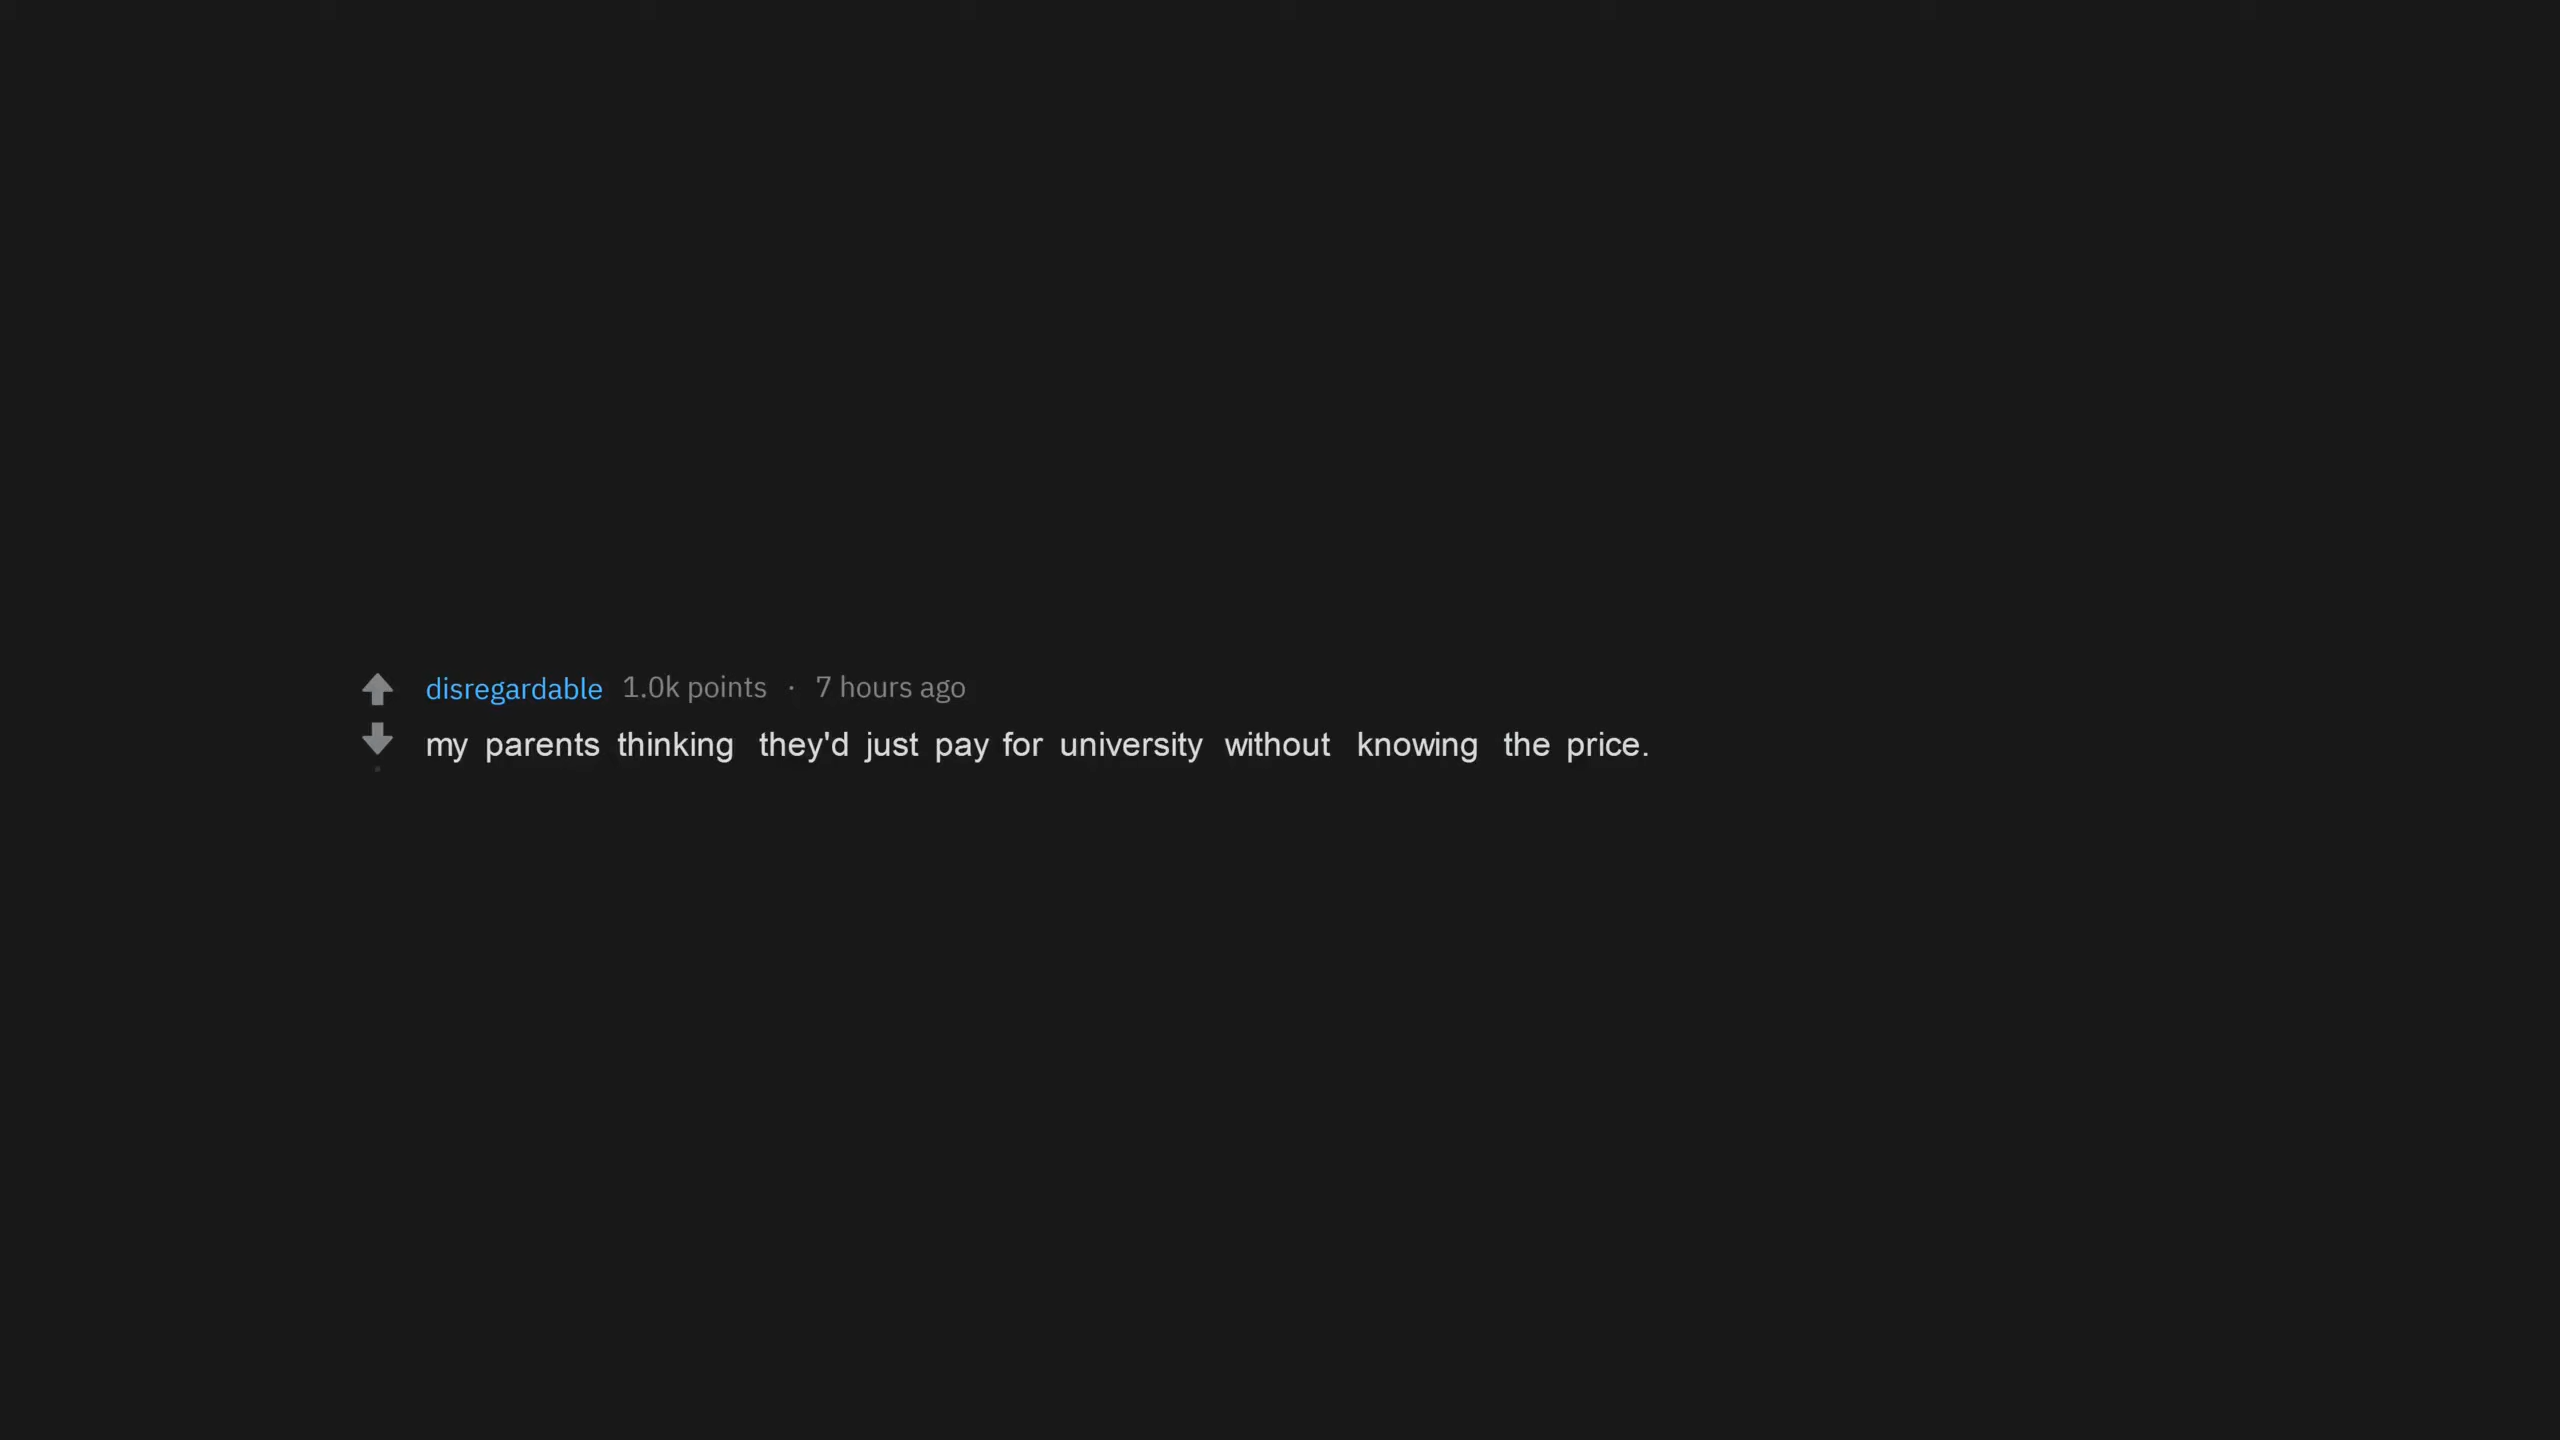 disregardable 1.0k points · 7 hours ago
my parents thinking they'd just pay for university without knowing the price.